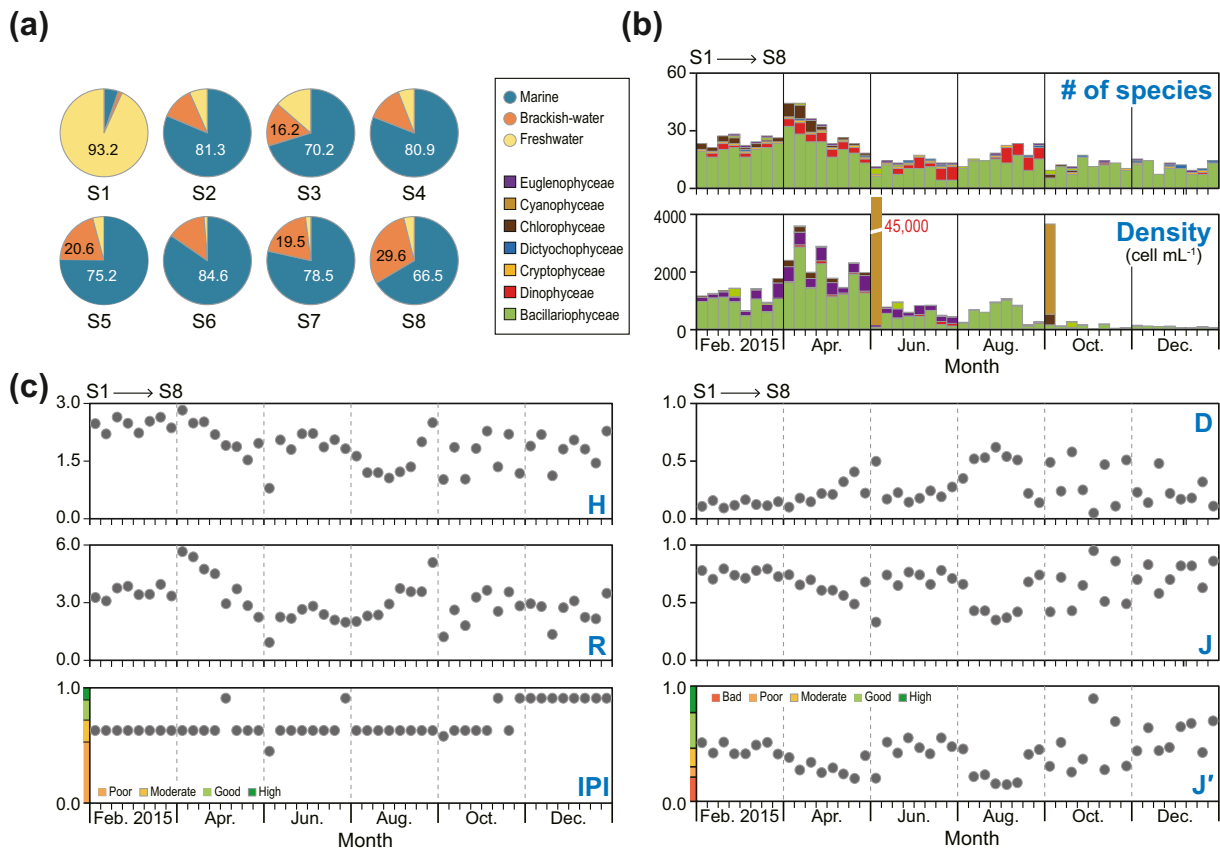 (a)
93.2
S1
81.3
S2
16.2
70.2
S3
80.9
S4
20.6
75.2
S5
84.6
S6
19.5
78.5
S7
29.6
66.5
S8
Marine
Brackish-water
Freshwater
Euglenophyceae
Cyanophyceae
Chlorophyceae
Dictyochophyceae
Cryptophyceae
Dinophyceae
Bacillariophyceae
(b)
S1 → S8
60
30
0
# of species
4000
2000
0
45,000
Density
(cell mL⁻¹)
Feb. 2015 Apr. Jun. Aug. Oct. Dec.
Month
(c)
S1 → S8
3.0
1.5
0.0
H
6.0
3.0
0.0
R
1.0
0.0
Poor Moderate Good High
IPI
Feb. 2015 Apr. Jun. Aug. Oct. Dec.
Month
S1 → S8
1.0
0.5
0.0
D
1.0
0.5
0.0
J
1.0
0.0
Bad Poor Moderate Good High
J′
Feb. 2015 Apr. Jun. Aug. Oct. Dec.
Month